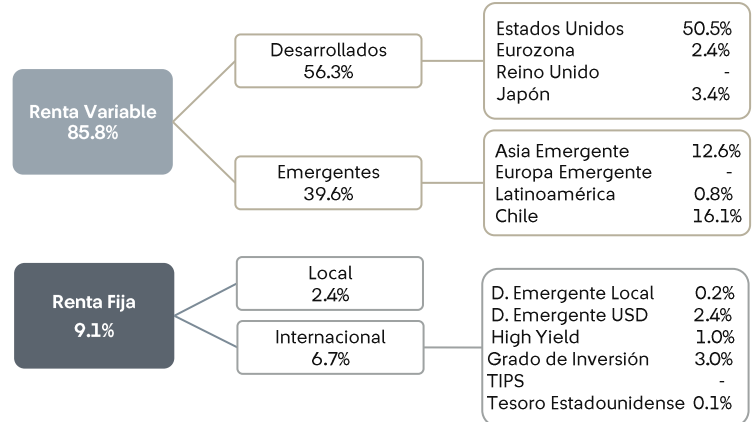 Renta Variable
85.8%
Desarrollados
56.3%
Estados Unidos 50.5%
Eurozona 2.4%
Reino Unido -
Japón 3.4%
Emergentes
39.6%
Asia Emergente 12.6%
Europa Emergente -
Latinoamérica 0.8%
Chile 16.1%
Renta Fija
9.1%
Local
2.4%
Internacional
6.7%
D. Emergente Local 0.2%
D. Emergente USD 2.4%
High Yield 1.0%
Grado de Inversión 3.0%
TIPS -
Tesoro Estadounidense 0.1%